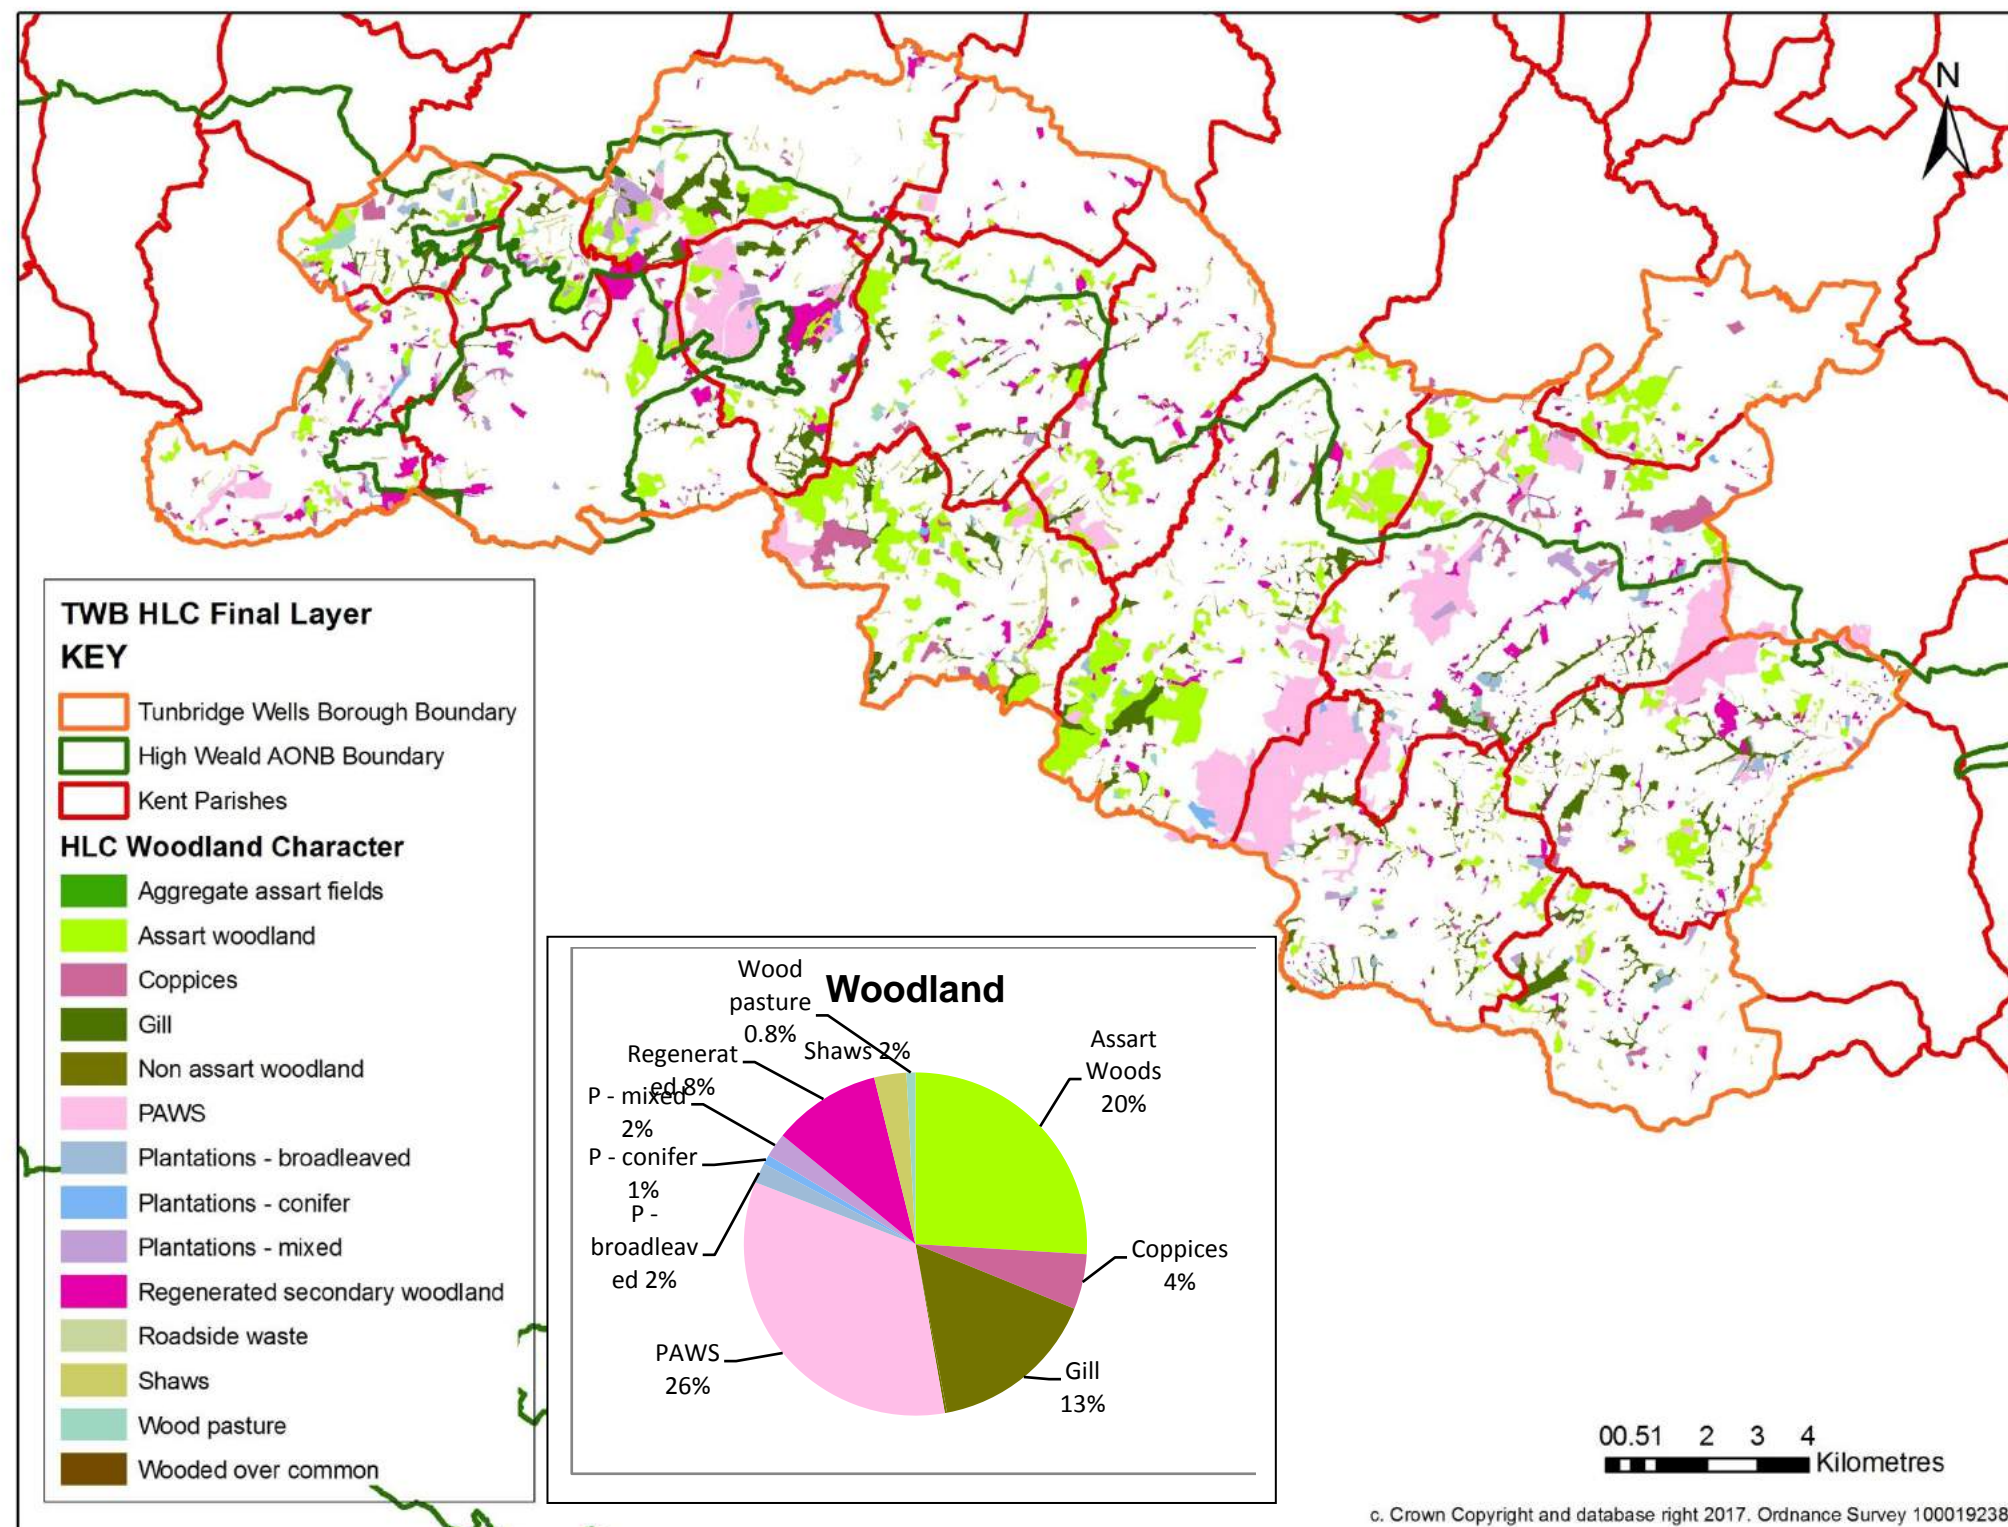 N
TWB HLC Final Layer
KEY
Tunbridge Wells Borough Boundary
High Weald AONB Boundary
Kent Parishes
HLC Woodland Character
Aggregate assart fields
Assart woodland
Coppices
Gill
Non assart woodland
PAWS
Plantations - broadleaved
Plantations - conifer
Plantations - mixed
Regenerated secondary woodland
Roadside waste
Shaws
Wood pasture
Wooded over common
Woodland
Wood
pasture
0.8%
Shaws 2%
Regenerat
ed 8%
P - mixed
2%
P - conifer
1%
P -
broadleav
ed 2%
PAWS
26%
Assart
Woods
20%
Coppices
4%
Gill
13%
00.51 2 3 4
Kilometres
c. Crown Copyright and database right 2017. Ordnance Survey 100019238